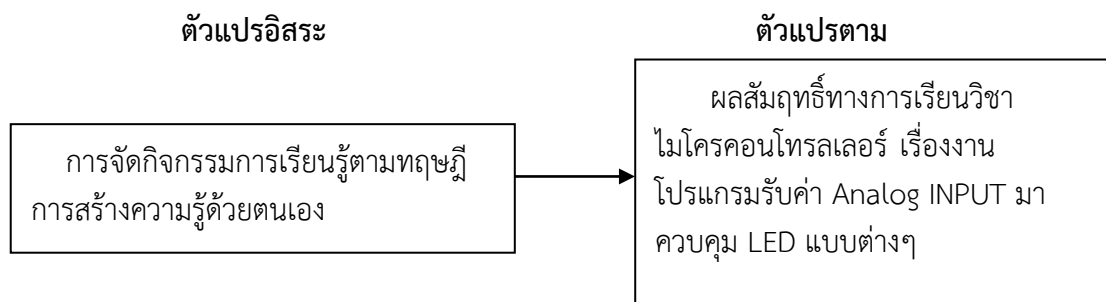 ตัวแปรอิสระ
ตัวแปรตาม
การจัดกิจกรรมการเรียนรู้ตามทฤษฎี
การสร้างความรู้ด้วยตนเอง
ผลสัมฤทธิ์ทางการเรียนวิชา
ไมโครคอนโทรลเลอร์ เรื่องงาน
โปรแกรมรับค่า Analog INPUT มา
ควบคุม LED แบบต่างๆ